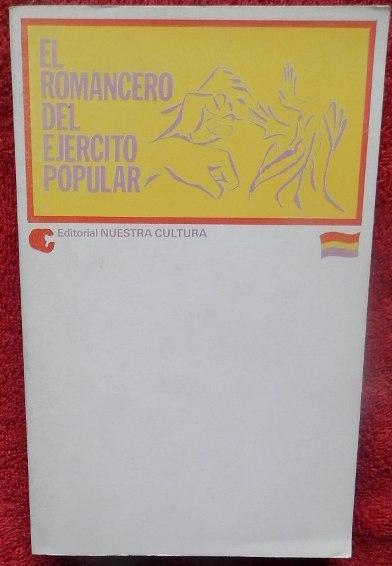 EL
ROMANCERO
DEL
EJERCITO
POPULAR
Editorial NUESTRA CULTURA